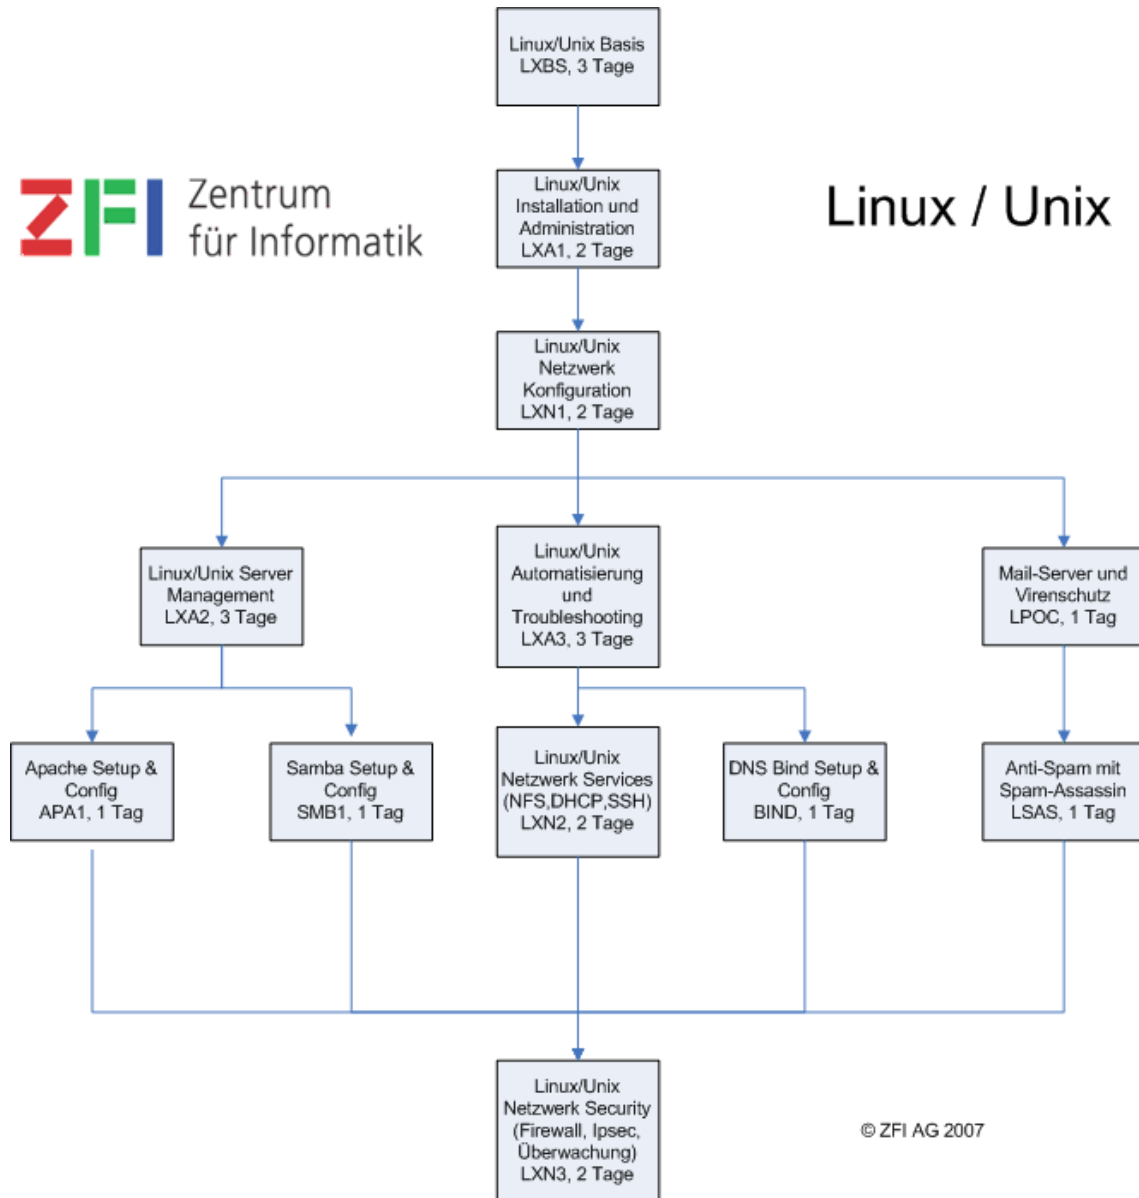 Linux/Unix Basis
LXBS, 3 Tage
ZFI
Zentrum
für Informatik
Linux / Unix
Linux/Unix
Installation und
Administration
LXA1, 2 Tage
Linux/Unix
Netzwerk
Konfiguration
LXN1, 2 Tage
Linux/Unix Server
Management
LXA2, 3 Tage
Linux/Unix
Automatisierung
und
Troubleshooting
LXA3, 3 Tage
Mail-Server und
Virenschutz
LPOC, 1 Tag
Apache Setup &
Config
APA1, 1 Tag
Samba Setup &
Config
SMB1, 1 Tag
Linux/Unix
Netzwerk Services
(NFS,DHCP,SSH)
LXN2, 2 Tage
DNS Bind Setup &
Config
BIND, 1 Tag
Anti-Spam mit
Spam-Assassin
LSAS, 1 Tag
Linux/Unix
Netzwerk Security
(Firewall, Ipsec,
Überwachung)
LXN3, 2 Tage
© ZFI AG 2007